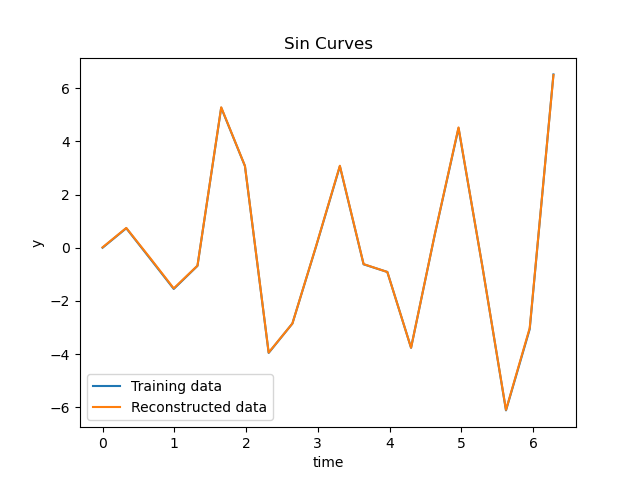 Sin Curves
6
4
2
0
−2
−4
−6
y
Training data
Reconstructed data
0 1 2 3 4 5 6
time